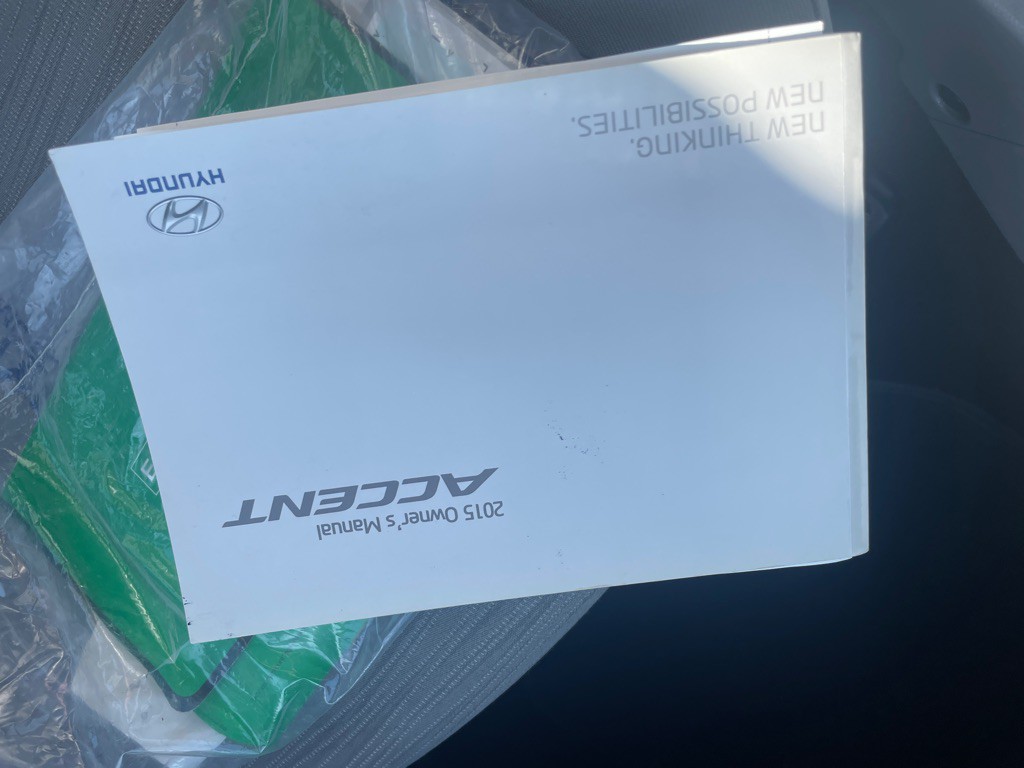 2015 Owner's Manual
ACCENT
HYUNDAI
NEW THINKING.
NEW POSSIBILITIES.